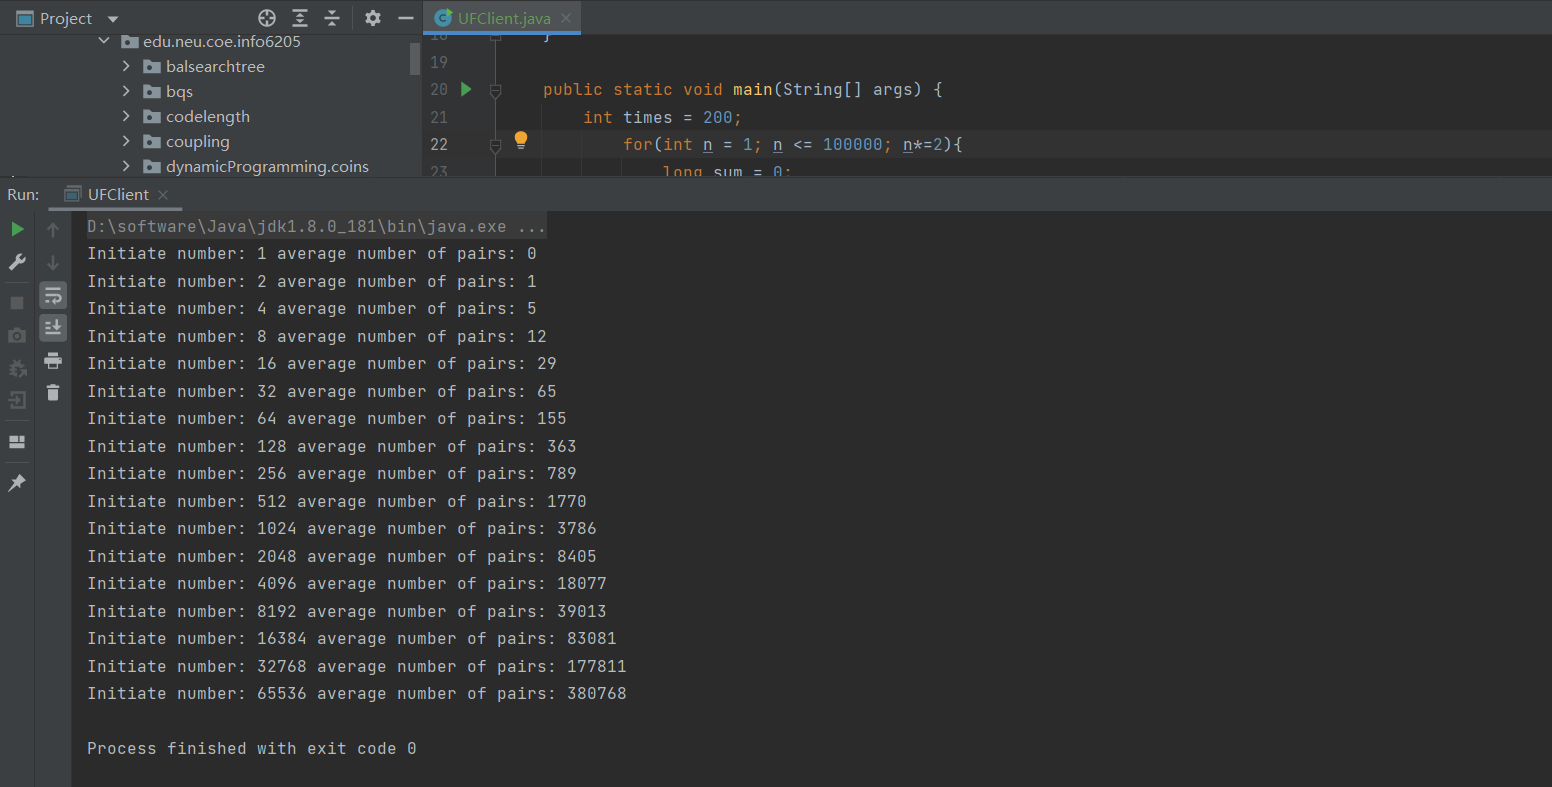 Project
UFClient.java
edu.neu.coe.info6205
balsearchtree
bqs
codelength
coupling
dynamicProgramming.coins
18 }
19
20 public static void main(String[] args) {
21 int times = 200;
22 for(int n = 1; n <= 100000; n*=2){
23 long sum = 0;
Run: UFClient
D:\software\Java\jdk1.8.0_181\bin\java.exe ...
Initiate number: 1 average number of pairs: 0
Initiate number: 2 average number of pairs: 1
Initiate number: 4 average number of pairs: 5
Initiate number: 8 average number of pairs: 12
Initiate number: 16 average number of pairs: 29
Initiate number: 32 average number of pairs: 65
Initiate number: 64 average number of pairs: 155
Initiate number: 128 average number of pairs: 363
Initiate number: 256 average number of pairs: 789
Initiate number: 512 average number of pairs: 1770
Initiate number: 1024 average number of pairs: 3786
Initiate number: 2048 average number of pairs: 8405
Initiate number: 4096 average number of pairs: 18077
Initiate number: 8192 average number of pairs: 39013
Initiate number: 16384 average number of pairs: 83081
Initiate number: 32768 average number of pairs: 177811
Initiate number: 65536 average number of pairs: 380768
Process finished with exit code 0